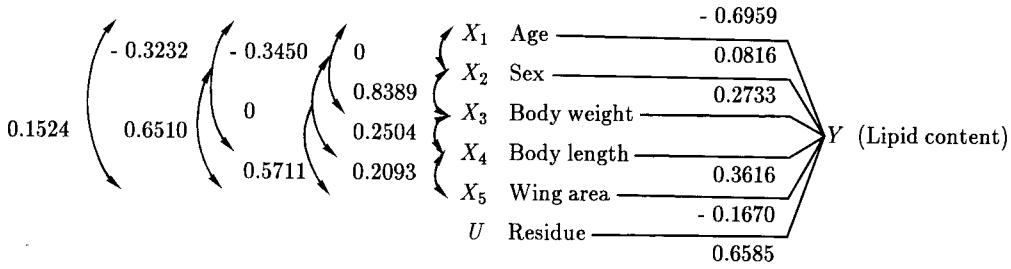 - 0.6959
- 0.3232 - 0.3450 0 X1 Age
0.0816
X2 Sex
0.8389 0.2733
0 X3 Body weight
0.1524 0.6510 0.2504 Y (Lipid content)
X4 Body length
0.5711 0.2093 0.3616
X5 Wing area
- 0.1670
U Residue
0.6585